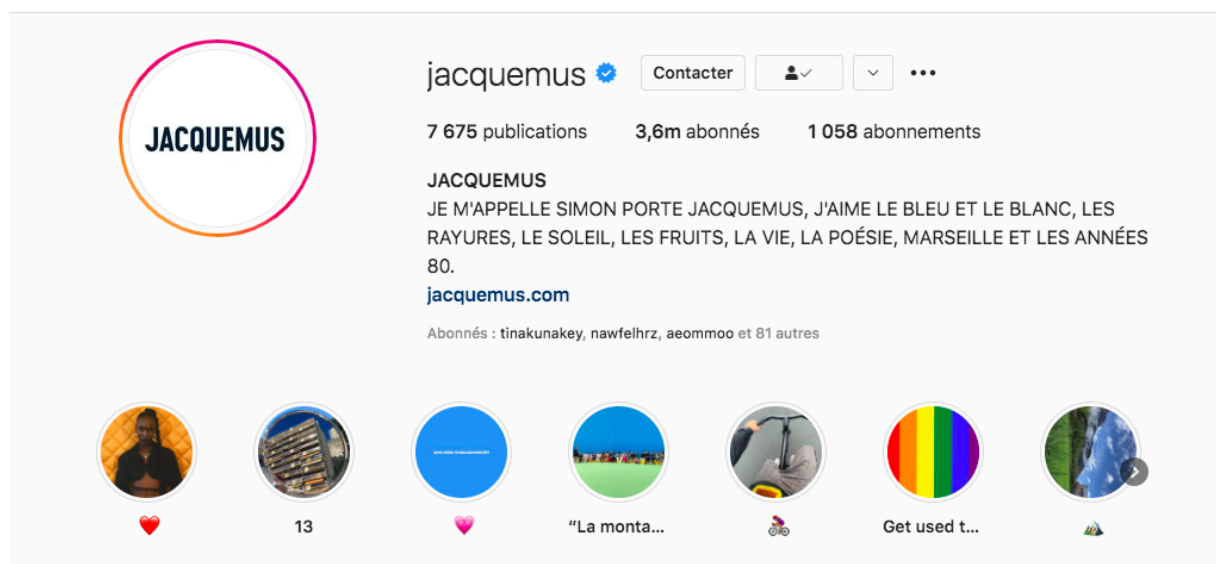 JACQUEMUS
jacquemus
Contacter
7 675 publications
3,6m abonnés
1 058 abonnements
JACQUEMUS
JE M'APPELLE SIMON PORTE JACQUEMUS, J'AIME LE BLEU ET LE BLANC, LES
RAYURES, LE SOLEIL, LES FRUITS, LA VIE, LA POÉSIE, MARSEILLE ET LES ANNÉES
80.
jacquemus.com
Abonnés : tinakunakey, nawfelhrz, aeommoo et 81 autres
❤️
13
💗
“La monta...
🚵🏾‍♀️
Get used t...
🏔️